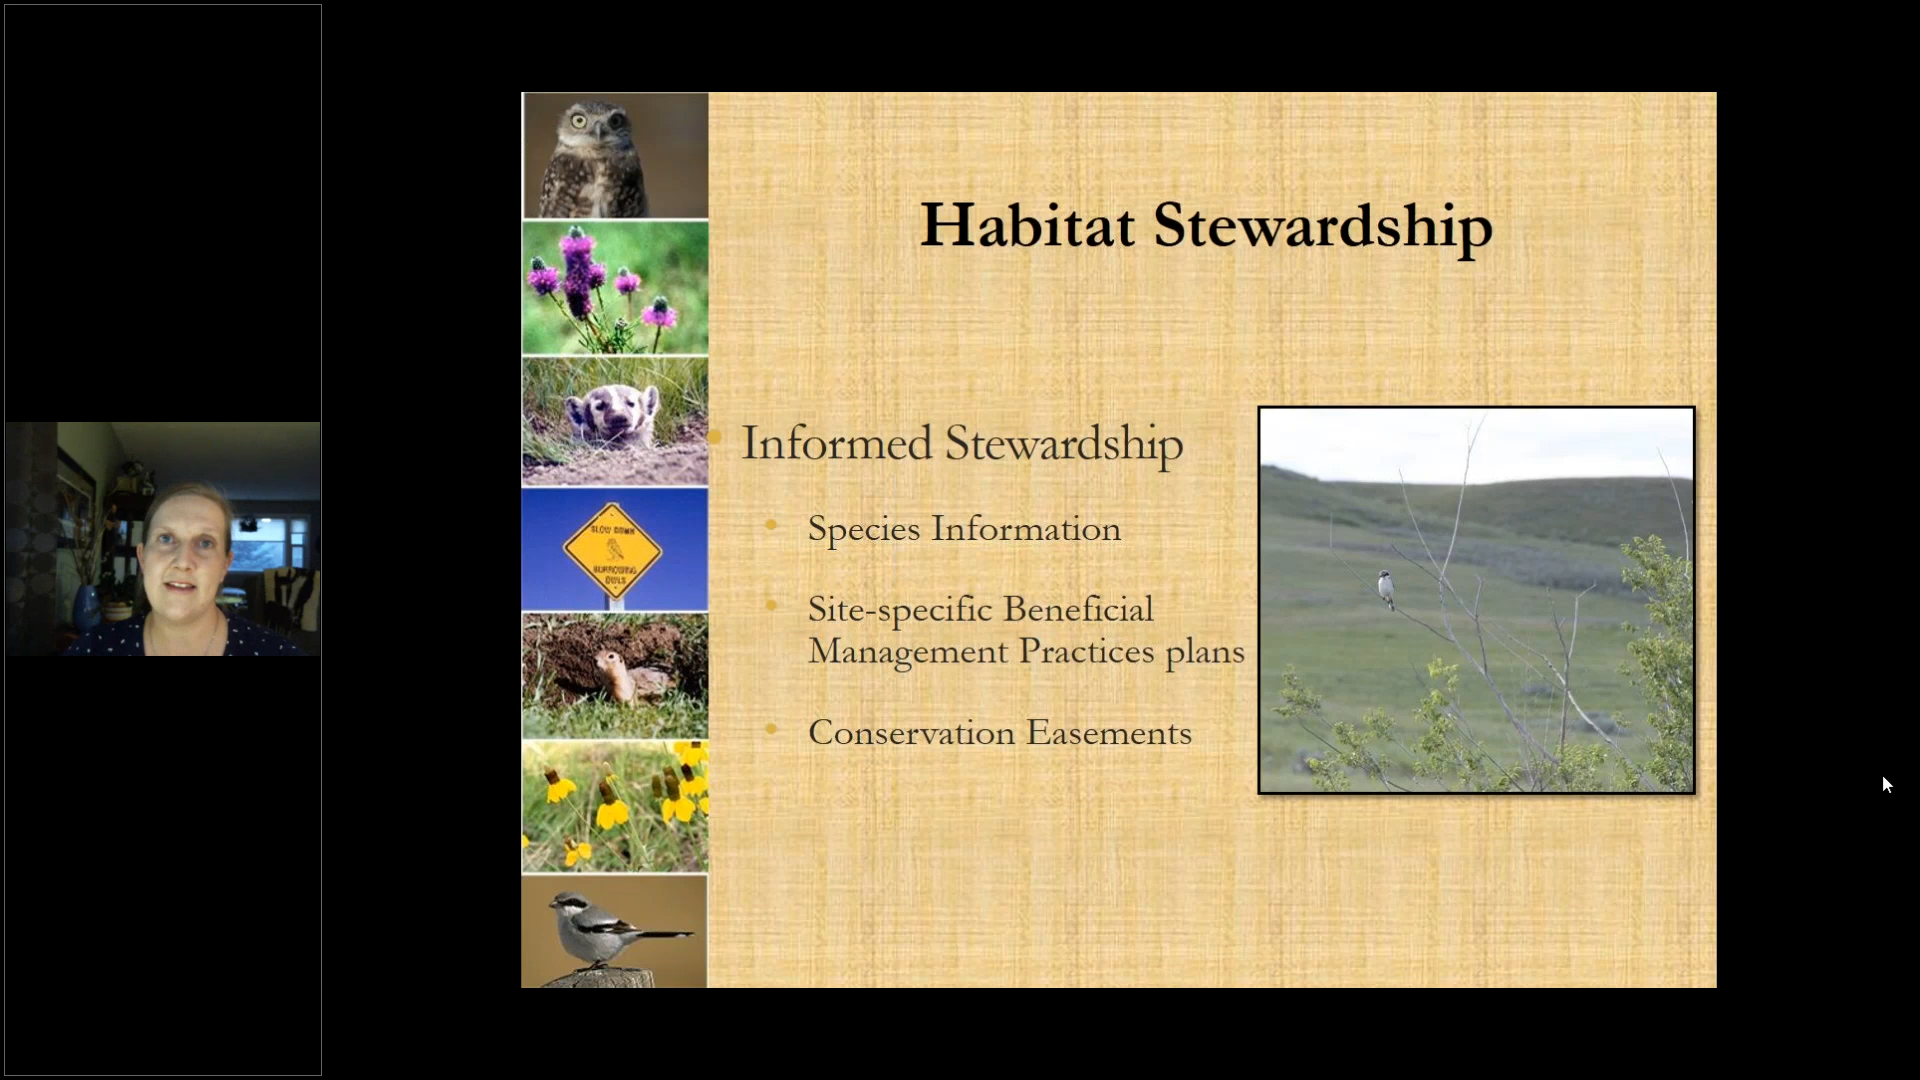 Habitat Stewardship
Informed Stewardship
Species Information
Site-specific Beneficial
Management Practices plans
Conservation Easements
SLOW DOWN
BURROWING
OWLS